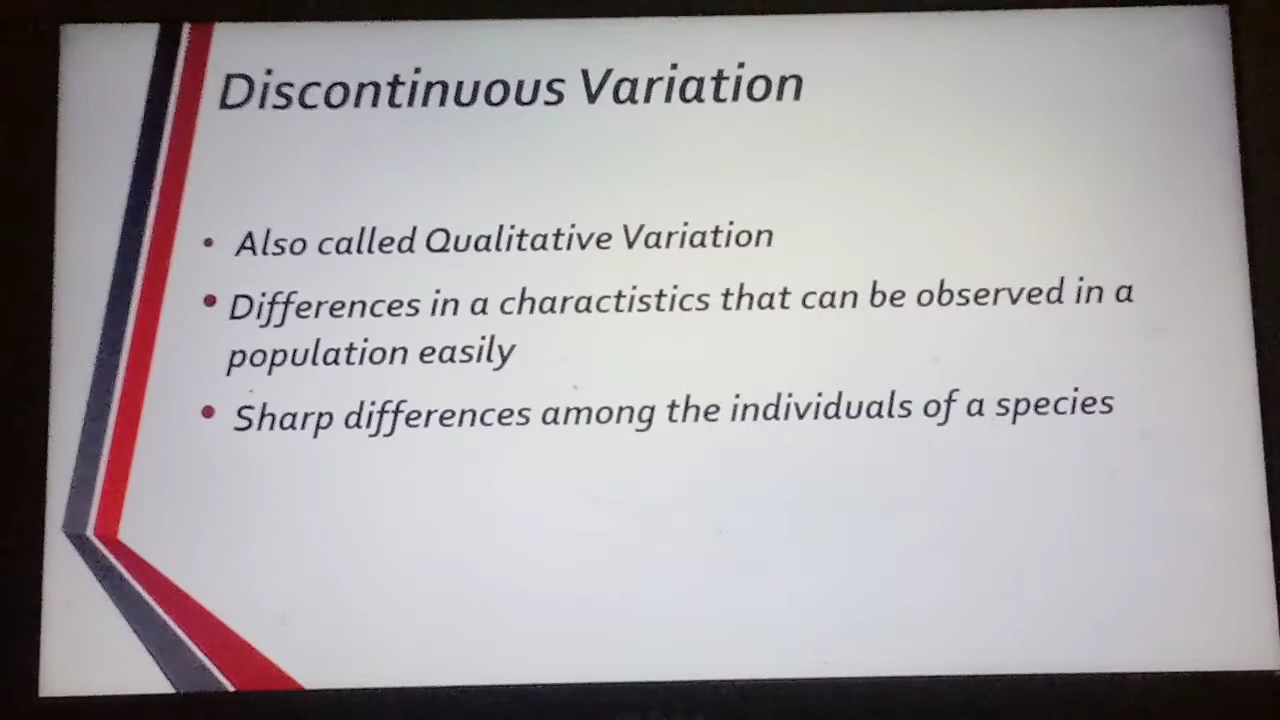 Discontinuous Variation
• Also called Qualitative Variation
• Differences in a charactistics that can be observed in a
population easily
• Sharp differences among the individuals of a species